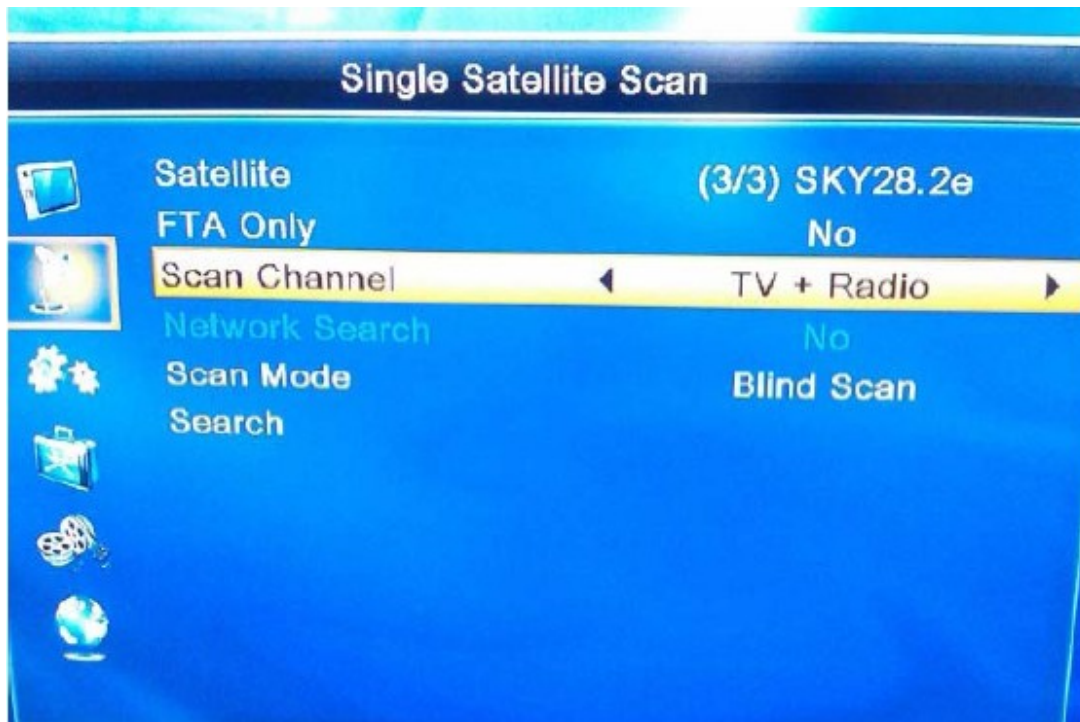 Single Satellite Scan
Satellite (3/3) SKY28.2e
FTA Only No
Scan Channel TV + Radio
Network Search No
Scan Mode Blind Scan
Search